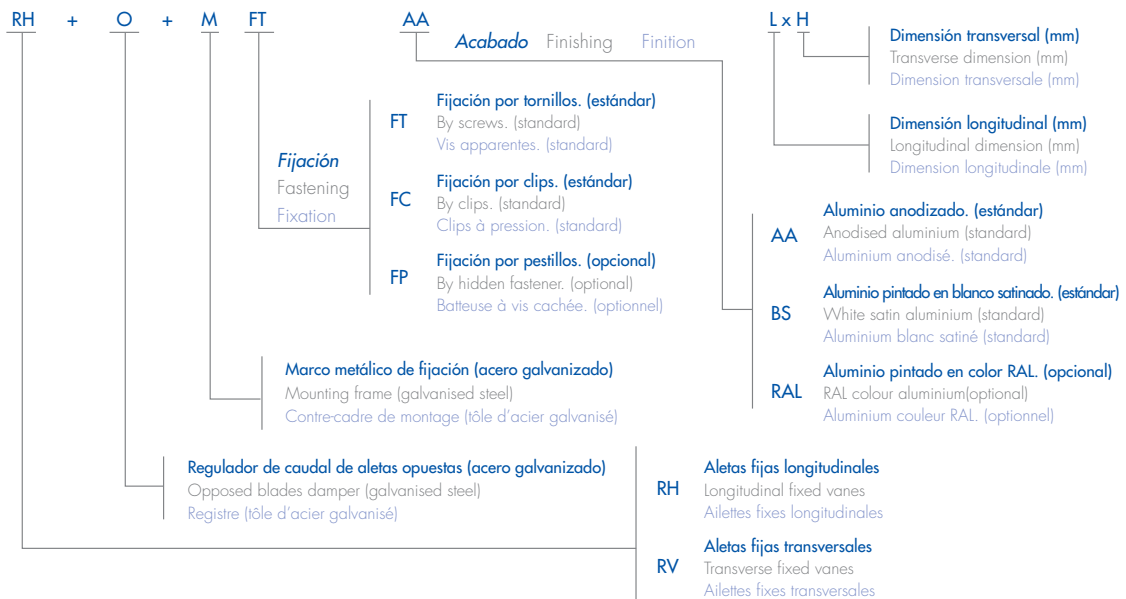 RH + O + M FT AA L x H
Acabado Finishing Finition
Dimensión transversal (mm)
Transverse dimension (mm)
Dimension transversale (mm)
Dimensión longitudinal (mm)
Longitudinal dimension (mm)
Dimension longitudinale (mm)
Fijación
Fastening
Fixation
FT
Fijación por tornillos. (estándar)
By screws. (standard)
Vis apparentes. (standard)
FC
Fijación por clips. (estándar)
By clips. (standard)
Clips à pression. (standard)
FP
Fijación por pestillos. (opcional)
By hidden fastener. (optional)
Batteuse à vis cachée. (optionnel)
AA
Aluminio anodizado. (estándar)
Anodised aluminium (standard)
Aluminium anodisé. (standard)
BS
Aluminio pintado en blanco satinado. (estándar)
White satin aluminium (standard)
Aluminium blanc satiné (standard)
RAL
Aluminio pintado en color RAL. (opcional)
RAL colour aluminium(optional)
Aluminium couleur RAL. (optionnel)
Marco metálico de fijación (acero galvanizado)
Mounting frame (galvanised steel)
Contre-cadre de montage (tôle d'acier galvanisé)
Regulador de caudal de aletas opuestas (acero galvanizado)
Opposed blades damper (galvanised steel)
Registre (tôle d'acier galvanisé)
RH
Aletas fijas longitudinales
Longitudinal fixed vanes
Ailettes fixes longitudinales
RV
Aletas fijas transversales
Transverse fixed vanes
Ailettes fixes transversales